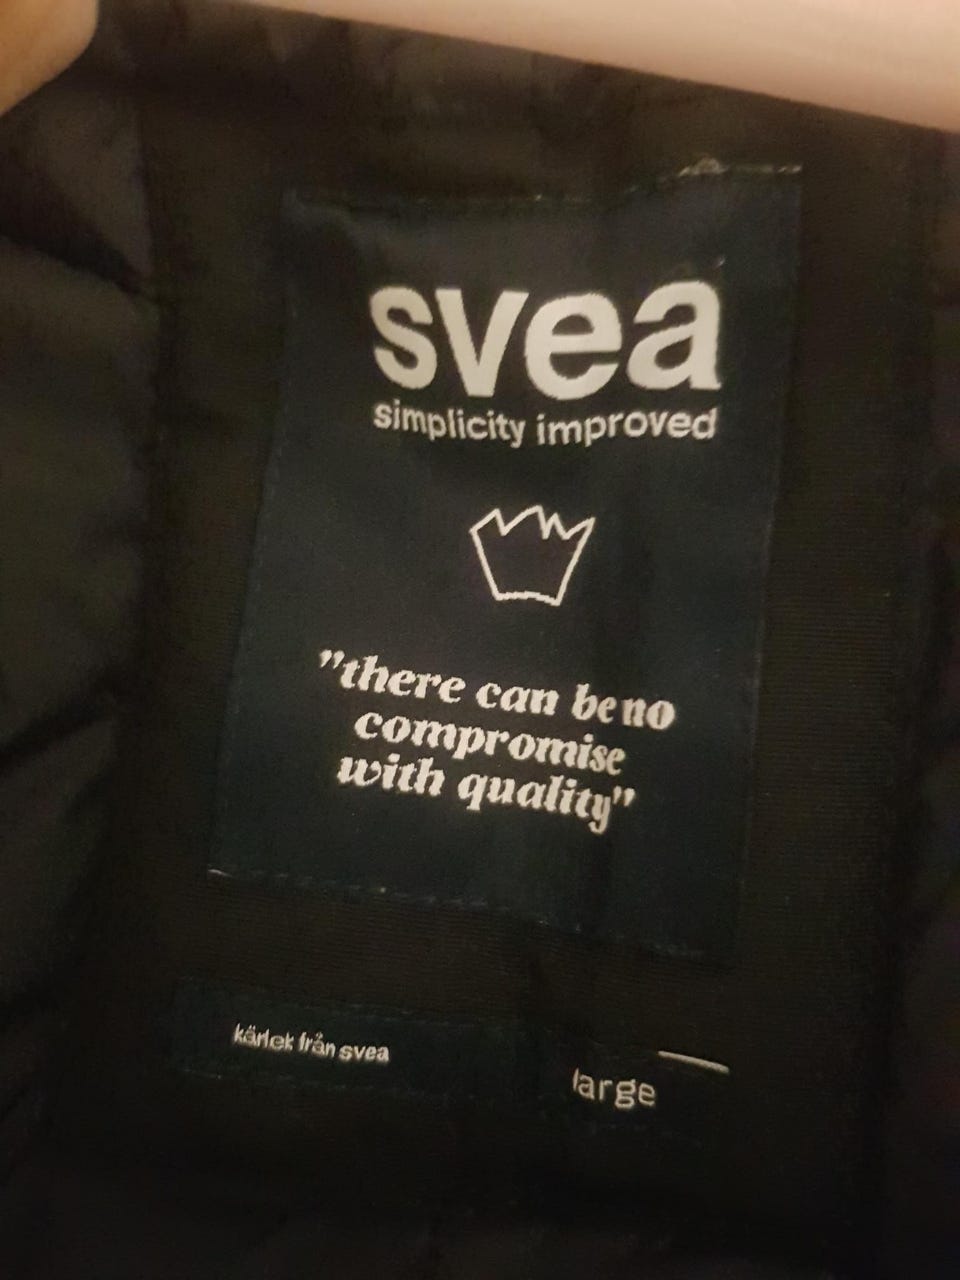 svea
simplicity improved
"there can be no
compromise
with quality"
kärlek från svea
large